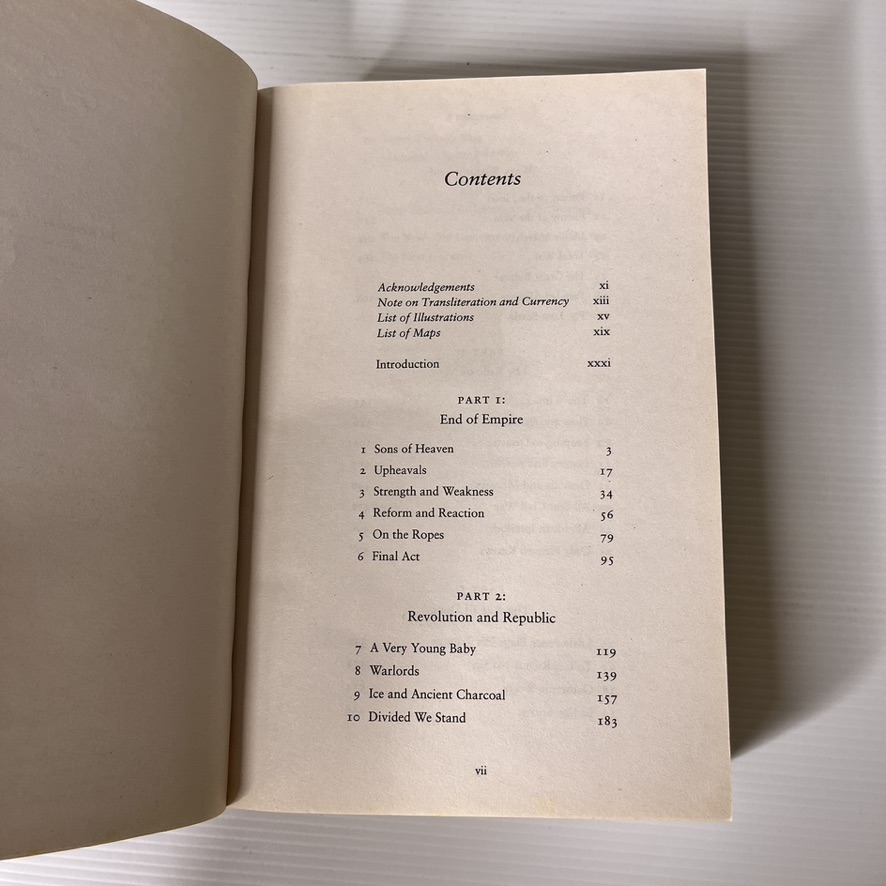 Contents
Acknowledgements xi
Note on Transliteration and Currency xiii
List of Illustrations xv
List of Maps xix
Introduction xxxi
PART 1:
End of Empire
1 Sons of Heaven 3
2 Upheavals 17
3 Strength and Weakness 34
4 Reform and Reaction 56
5 On the Ropes 79
6 Final Act 95
PART 2:
Revolution and Republic
7 A Very Young Baby 119
8 Warlords 139
9 Ice and Ancient Charcoal 157
10 Divided We Stand 183
vii